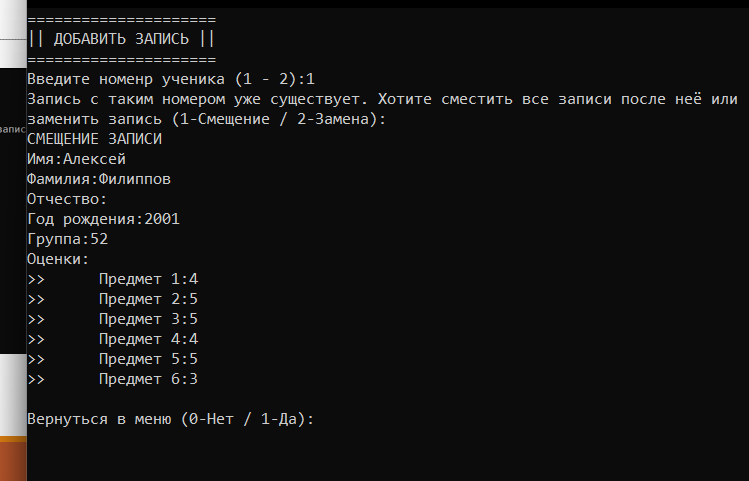 =====================
|| ДОБАВИТЬ ЗАПИСЬ ||
=====================
Введите номенр ученика (1 - 2):1
Запись с таким номером уже существует. Хотите сместить все записи после неё или
заменить запись (1-Смещение / 2-Замена):
СМЕЩЕНИЕ ЗАПИСИ
Имя:Алексей
Фамилия:Филиппов
Отчество:
Год рождения:2001
Группа:52
Оценки:
>>      Предмет 1:4
>>      Предмет 2:5
>>      Предмет 3:5
>>      Предмет 4:4
>>      Предмет 5:5
>>      Предмет 6:3
Вернуться в меню (0-Нет / 1-Да):